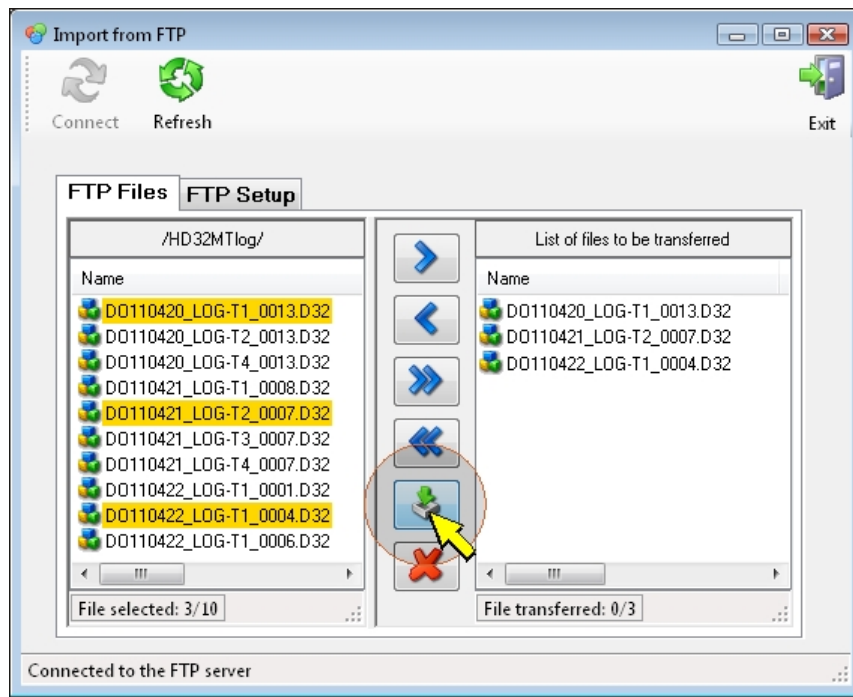 Import from FTP
Connect
Refresh
Exit
FTP Files
FTP Setup
/HD32MTlog/
Name
DO110420_LOG-T1_0013.D32
DO110420_LOG-T2_0013.D32
DO110420_LOG-T4_0013.D32
DO110421_LOG-T1_0008.D32
DO110421_LOG-T2_0007.D32
DO110421_LOG-T3_0007.D32
DO110421_LOG-T4_0007.D32
DO110422_LOG-T1_0001.D32
DO110422_LOG-T1_0004.D32
DO110422_LOG-T1_0006.D32
File selected: 3/10
List of files to be transferred
Name
DO110420_LOG-T1_0013.D32
DO110421_LOG-T2_0007.D32
DO110422_LOG-T1_0004.D32
File transferred: 0/3
Connected to the FTP server